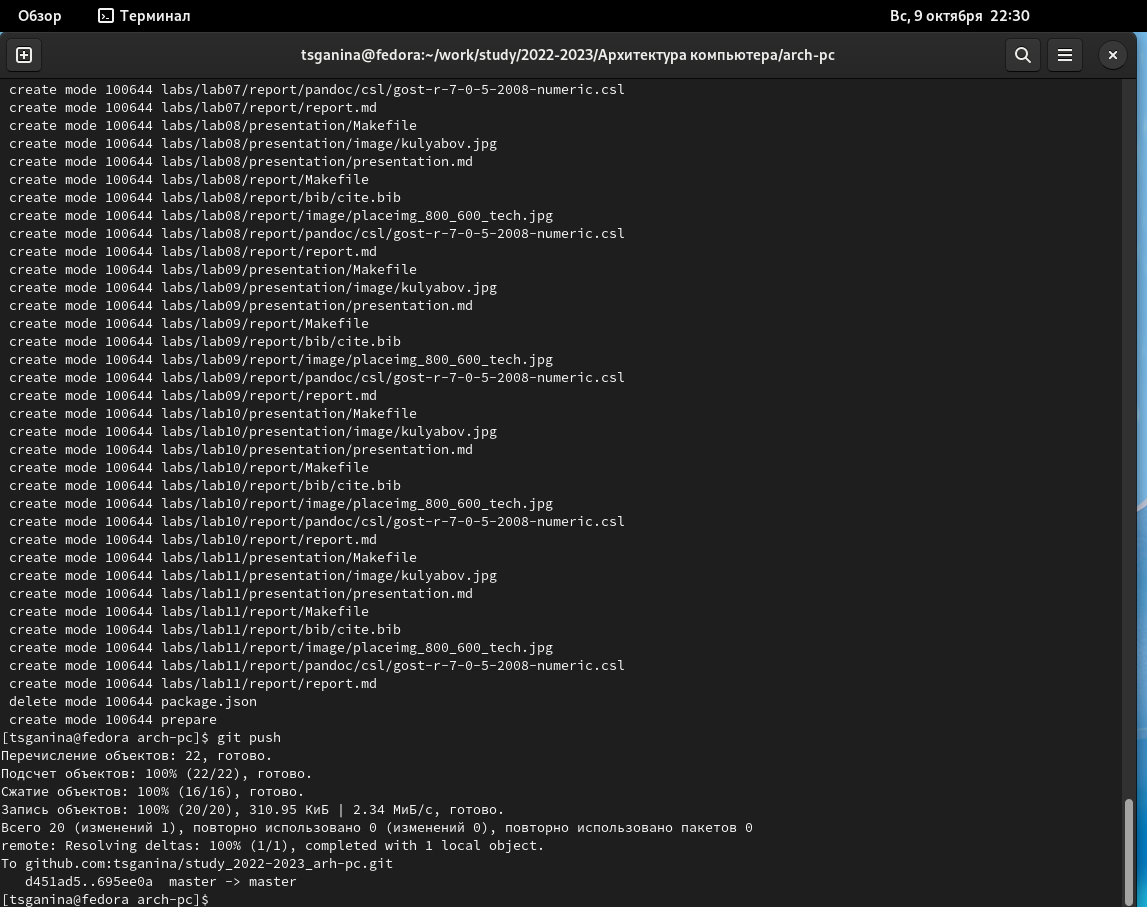 Обзор Терминал Вс, 9 октября 22:30
tsganina@fedora:~/work/study/2022-2023/Архитектура компьютера/arch-pc
create mode 100644 labs/lab07/report/pandoc/csl/gost-r-7-0-5-2008-numeric.csl
create mode 100644 labs/lab07/report/report.md
create mode 100644 labs/lab08/presentation/Makefile
create mode 100644 labs/lab08/presentation/image/kulyabov.jpg
create mode 100644 labs/lab08/presentation/presentation.md
create mode 100644 labs/lab08/report/Makefile
create mode 100644 labs/lab08/report/bib/cite.bib
create mode 100644 labs/lab08/report/image/placeimg_800_600_tech.jpg
create mode 100644 labs/lab08/report/pandoc/csl/gost-r-7-0-5-2008-numeric.csl
create mode 100644 labs/lab08/report/report.md
create mode 100644 labs/lab09/presentation/Makefile
create mode 100644 labs/lab09/presentation/image/kulyabov.jpg
create mode 100644 labs/lab09/presentation/presentation.md
create mode 100644 labs/lab09/report/Makefile
create mode 100644 labs/lab09/report/bib/cite.bib
create mode 100644 labs/lab09/report/image/placeimg_800_600_tech.jpg
create mode 100644 labs/lab09/report/pandoc/csl/gost-r-7-0-5-2008-numeric.csl
create mode 100644 labs/lab09/report/report.md
create mode 100644 labs/lab10/presentation/Makefile
create mode 100644 labs/lab10/presentation/image/kulyabov.jpg
create mode 100644 labs/lab10/presentation/presentation.md
create mode 100644 labs/lab10/report/Makefile
create mode 100644 labs/lab10/report/bib/cite.bib
create mode 100644 labs/lab10/report/image/placeimg_800_600_tech.jpg
create mode 100644 labs/lab10/report/pandoc/csl/gost-r-7-0-5-2008-numeric.csl
create mode 100644 labs/lab10/report/report.md
create mode 100644 labs/lab11/presentation/Makefile
create mode 100644 labs/lab11/presentation/image/kulyabov.jpg
create mode 100644 labs/lab11/presentation/presentation.md
create mode 100644 labs/lab11/report/Makefile
create mode 100644 labs/lab11/report/bib/cite.bib
create mode 100644 labs/lab11/report/image/placeimg_800_600_tech.jpg
create mode 100644 labs/lab11/report/pandoc/csl/gost-r-7-0-5-2008-numeric.csl
create mode 100644 labs/lab11/report/report.md
delete mode 100644 package.json
create mode 100644 prepare
[tsganina@fedora arch-pc]$ git push
Перечисление объектов: 22, готово.
Подсчет объектов: 100% (22/22), готово.
Сжатие объектов: 100% (16/16), готово.
Запись объектов: 100% (20/20), 310.95 КиБ | 2.34 МиБ/с, готово.
Всего 20 (изменений 1), повторно использовано 0 (изменений 0), повторно использовано пакетов 0
remote: Resolving deltas: 100% (1/1), completed with 1 local object.
To github.com:tsganina/study_2022-2023_arh-pc.git
d451ad5..695ee0a master -> master
[tsganina@fedora arch-pc]$